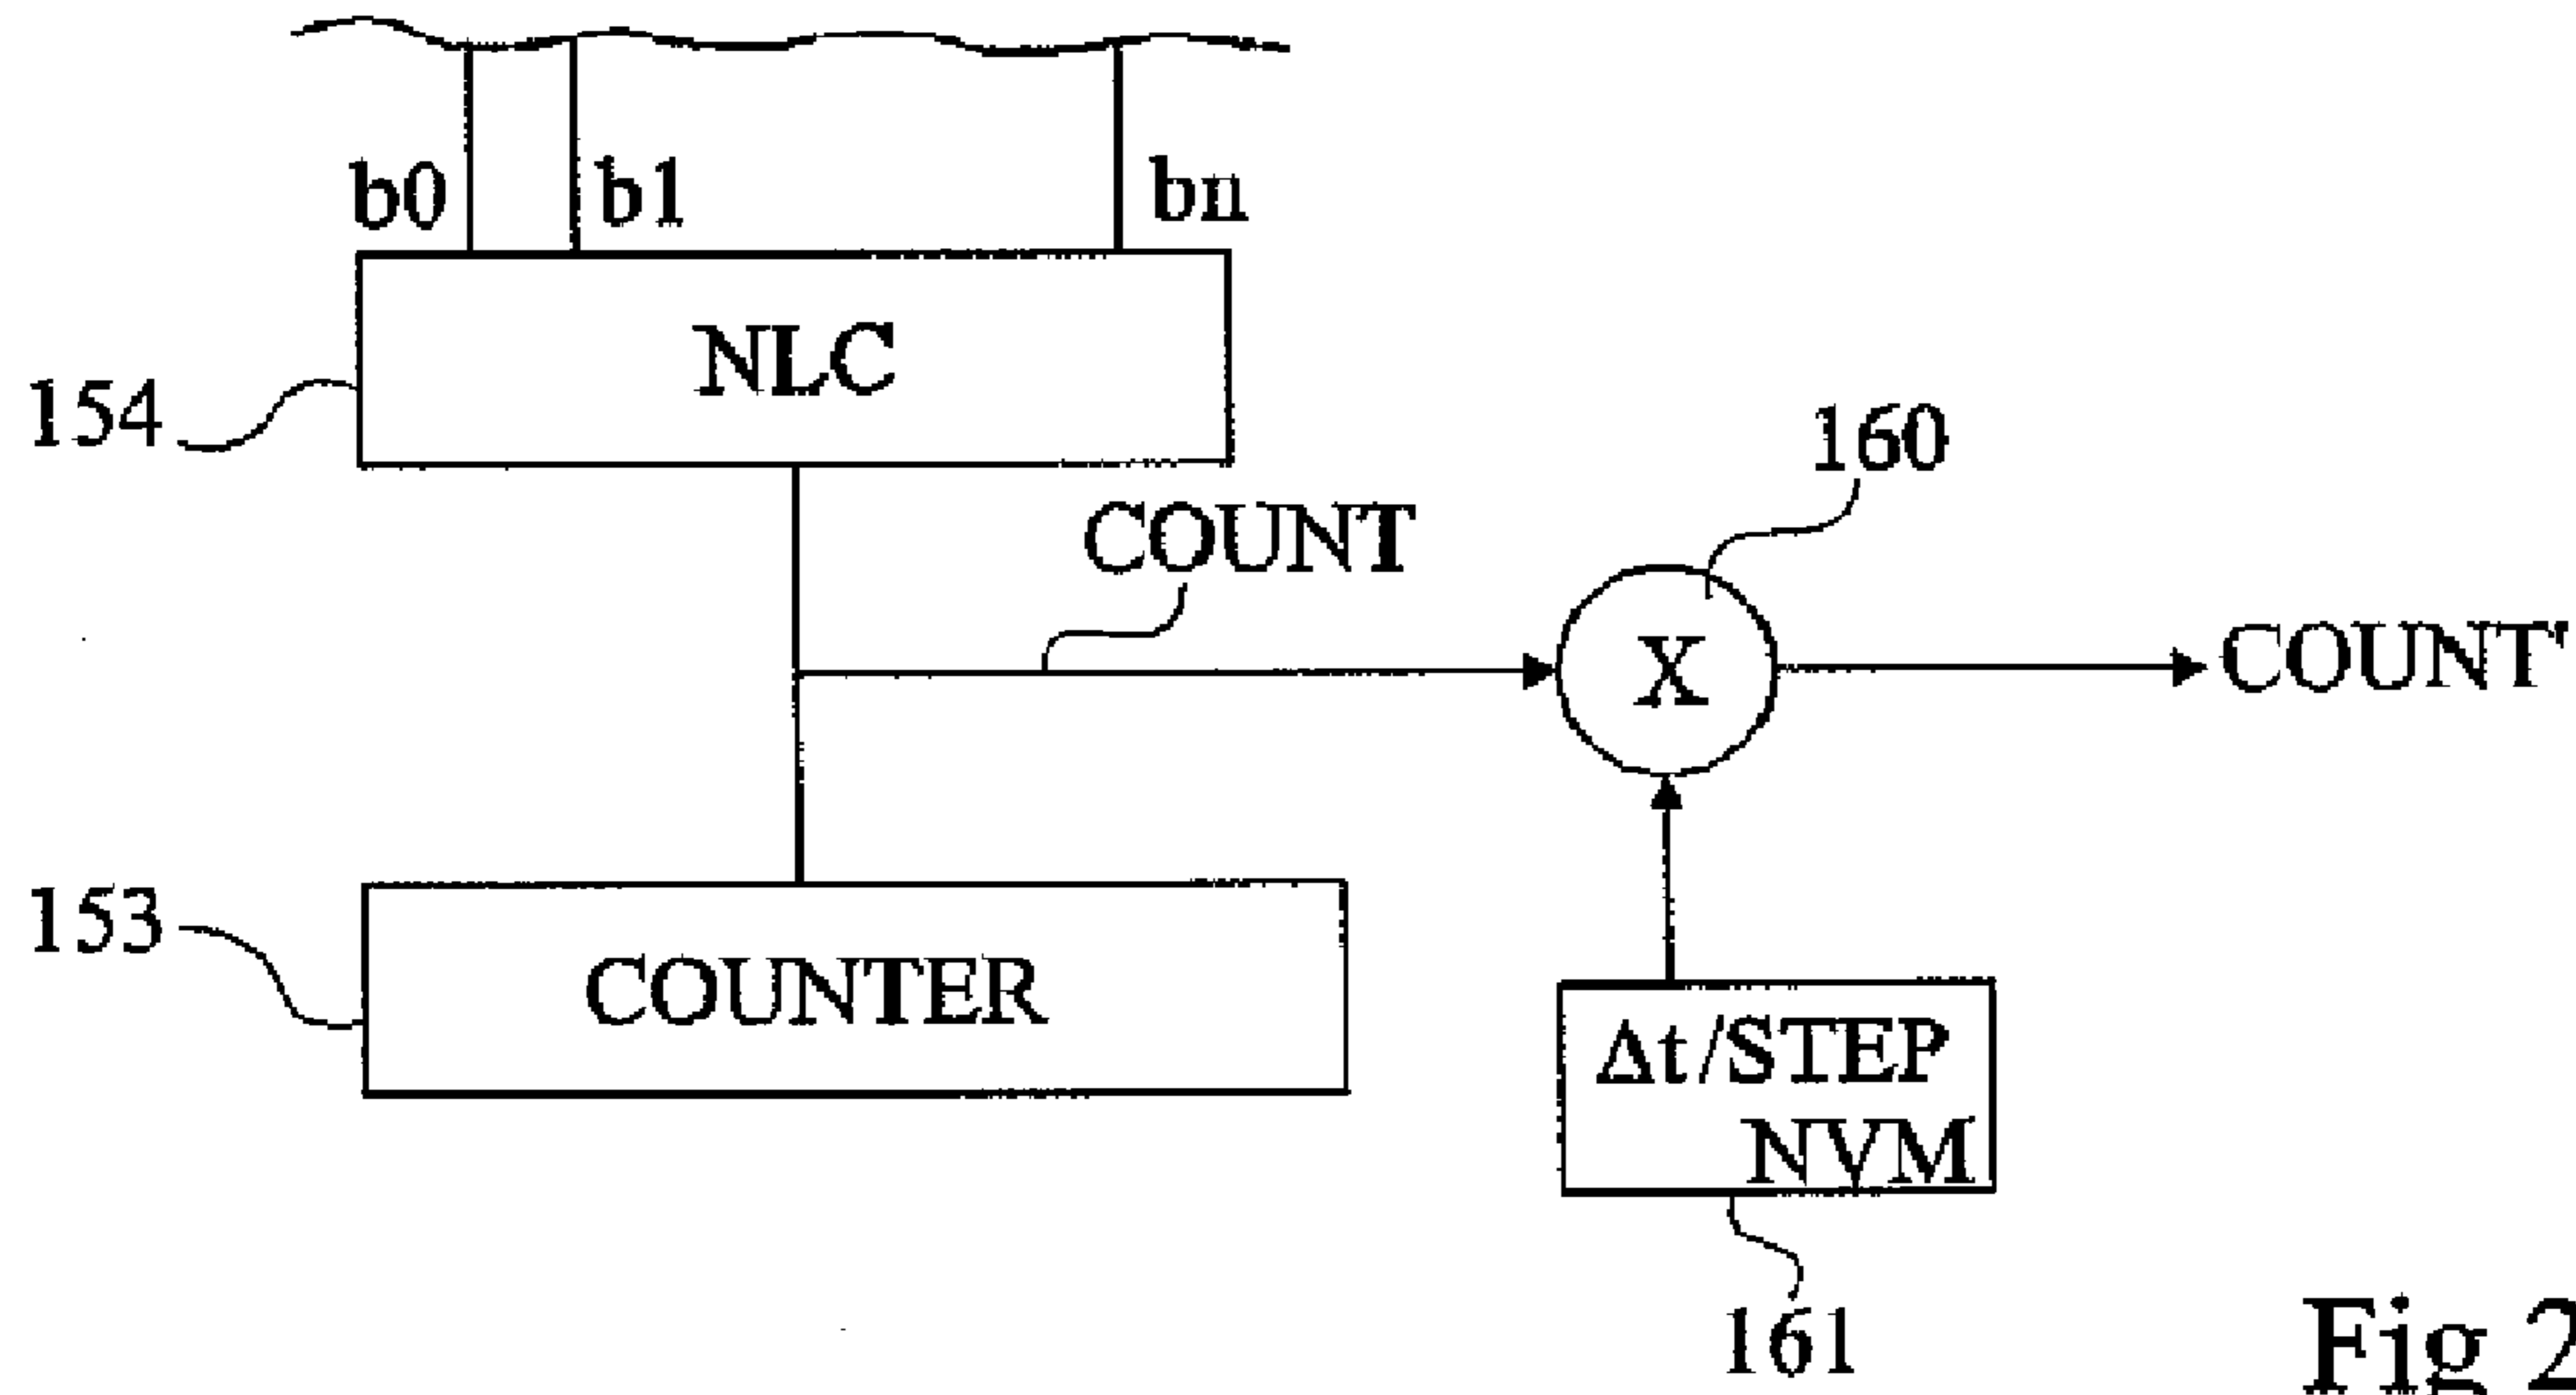 b0 b1 bn
NLC
154
160
COUNT
X
COUNT'
153
COUNTER
Δt/STEP
NVM
161
Fig 2